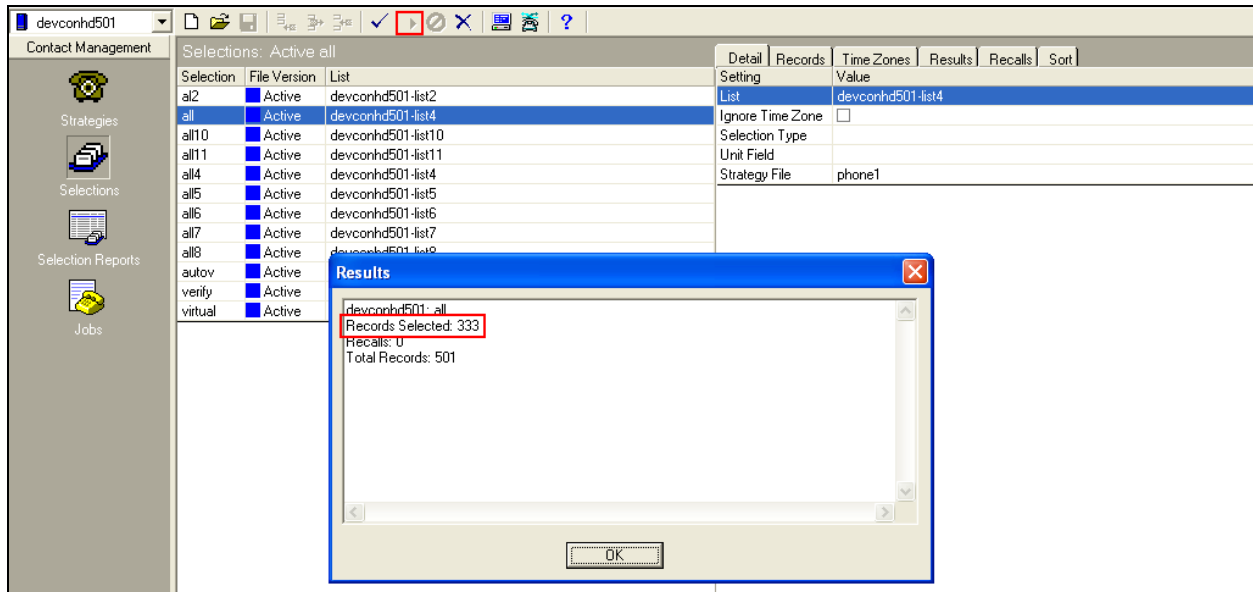 devconhd501
Contact Management
Strategies
Selections
Selection Reports
Jobs
Selections: Active all
Selection File Version List
al2 Active devconhd501-list2
all Active devconhd501-list4
all10 Active devconhd501-list10
all11 Active devconhd501-list11
all4 Active devconhd501-list4
all5 Active devconhd501-list5
all6 Active devconhd501-list6
all7 Active devconhd501-list7
all8 Active devconhd501-list8
autov Active
verify Active
virtual Active
Detail Records Time Zones Results Recalls Sort
Setting Value
List devconhd501-list4
Ignore Time Zone
Selection Type
Unit Field
Strategy File phone1
Results
devconhd501: all
Records Selected: 333
Recalls: 0
Total Records: 501
OK